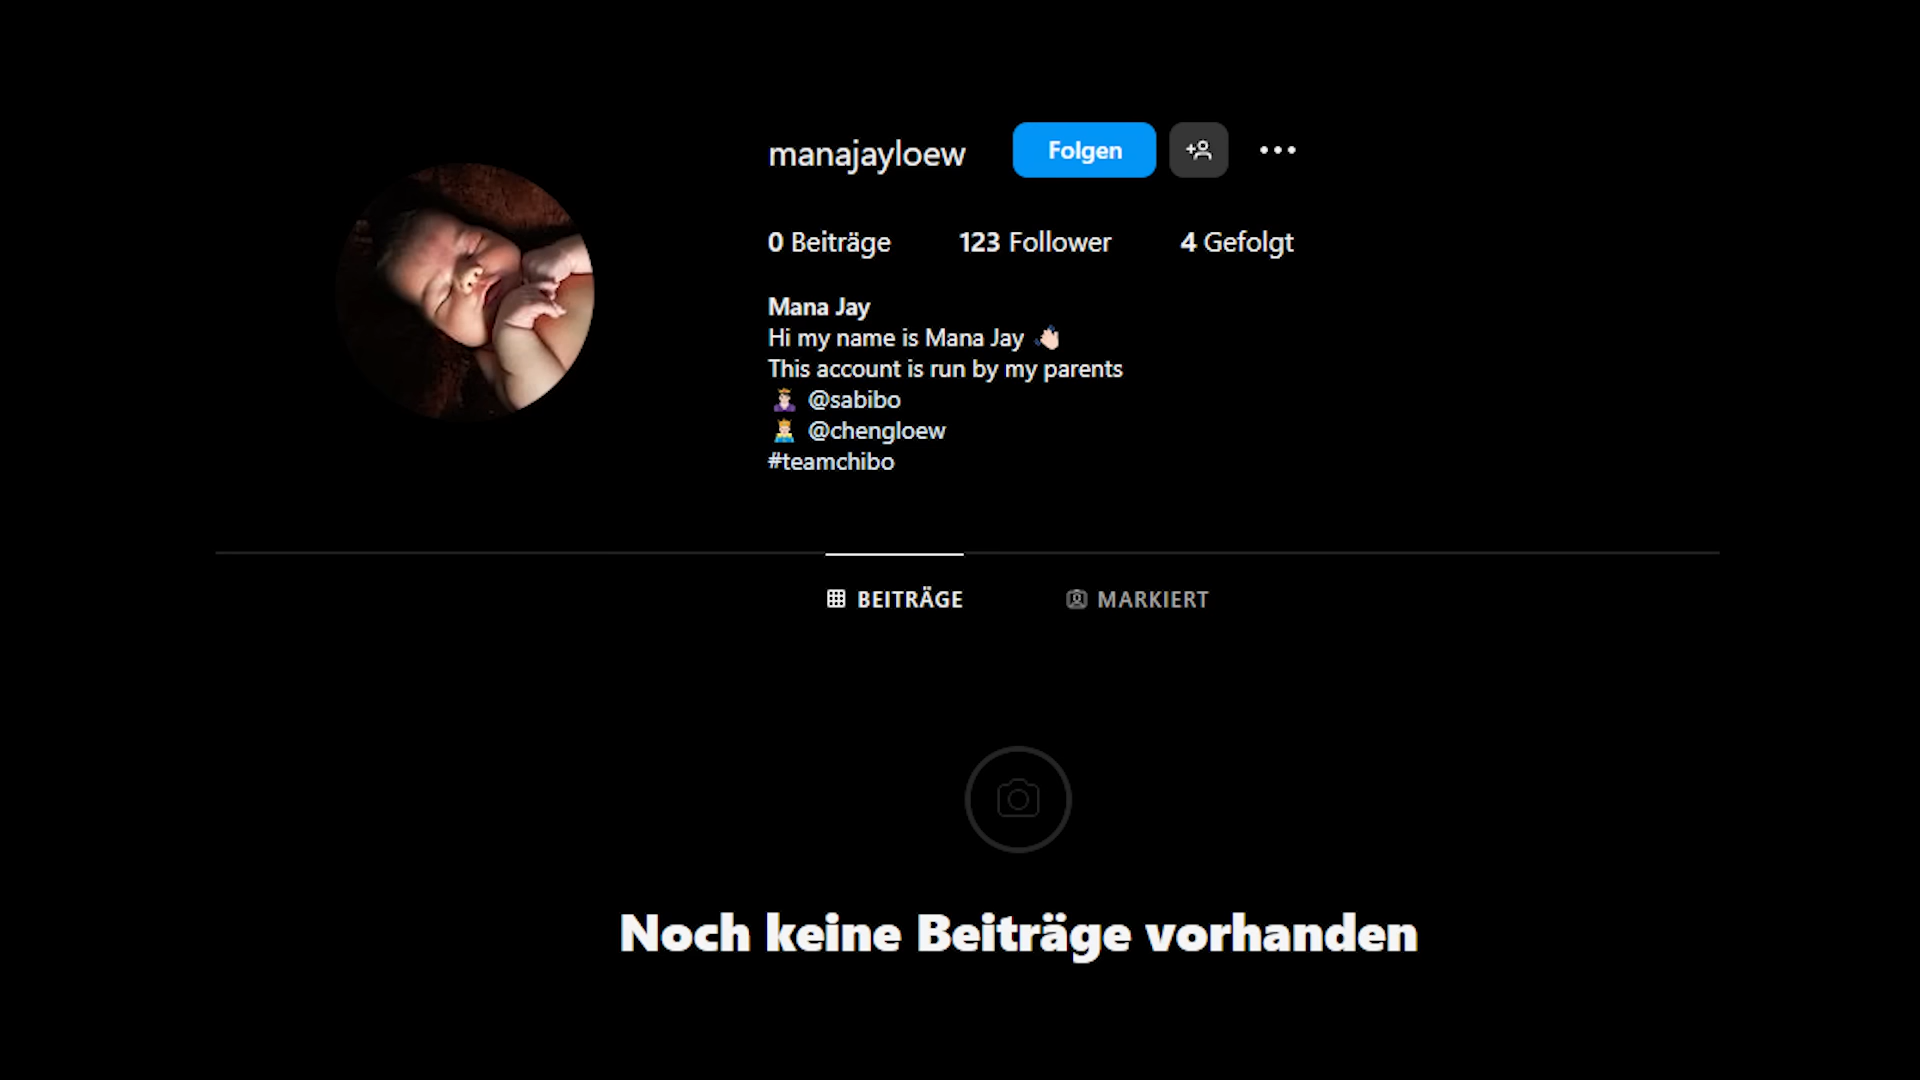 manajayloew
Folgen
0 Beiträge 123 Follower 4 Gefolgt
Mana Jay
Hi my name is Mana Jay 👋🏻
This account is run by my parents
🤴🏻 @sabibo
👸🏼 @chengloew
#teamchibo
BEITRÄGE MARKIERT
Noch keine Beiträge vorhanden